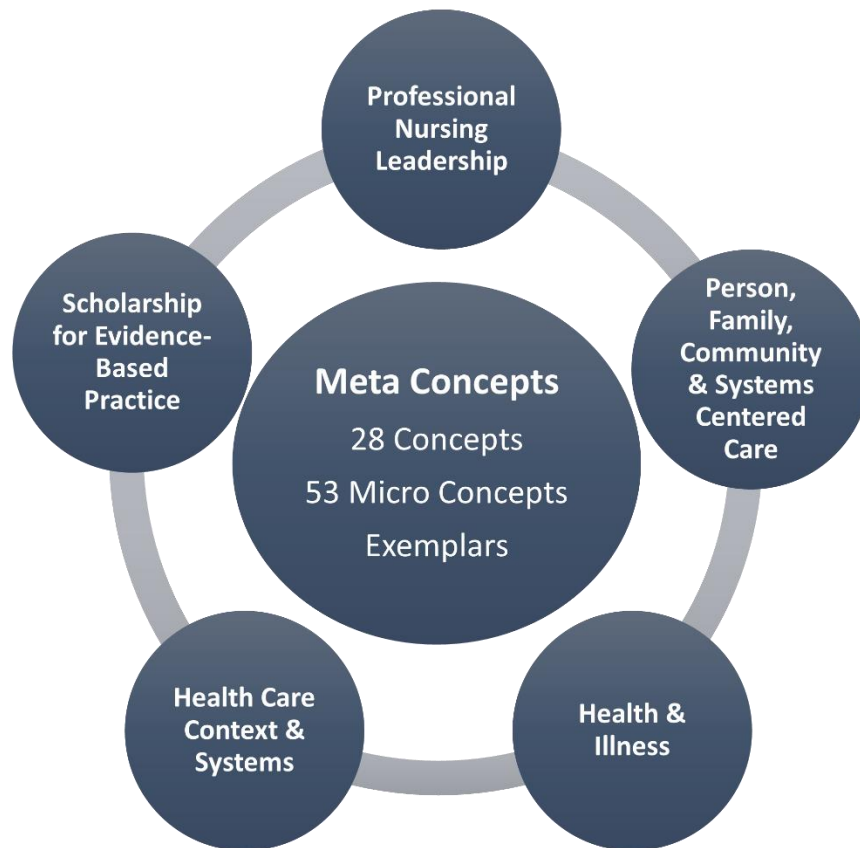 Professional
Nursing
Leadership
Person,
Family,
Community
& Systems
Centered
Care
Health &
Illness
Health Care
Context &
Systems
Scholarship
for Evidence-
Based
Practice
Meta Concepts
28 Concepts
53 Micro Concepts
Exemplars